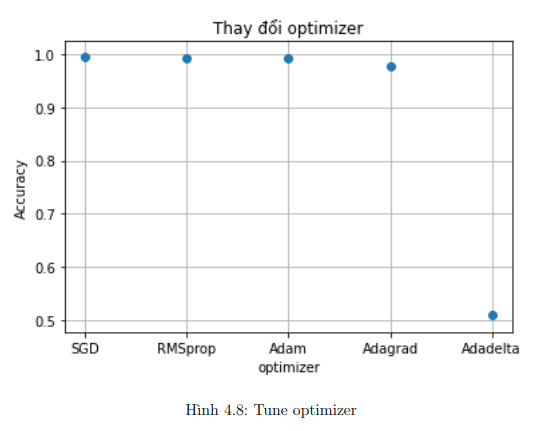 Thay đổi optimizer
1.0
0.9
0.8
0.7
0.6
0.5
Accuracy
SGD RMSprop Adam Adagrad Adadelta
optimizer
Hình 4.8: Tune optimizer